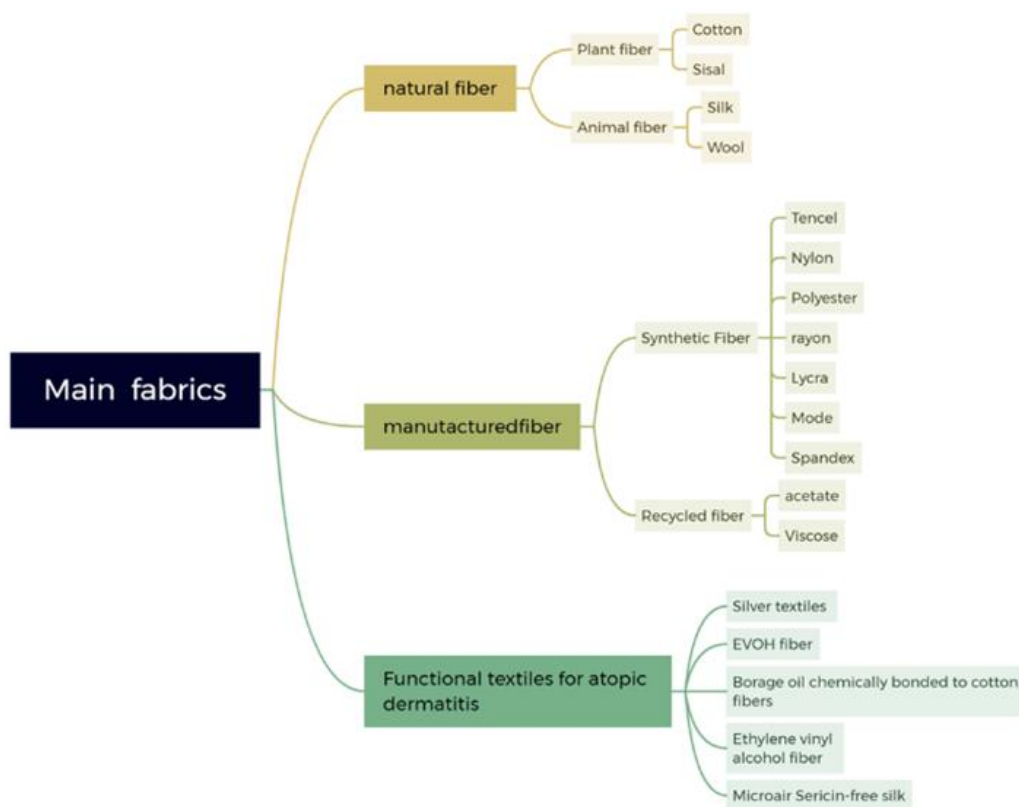 Main fabrics
natural fiber
Plant fiber
Cotton
Sisal
Animal fiber
Silk
Wool
manutacturedfiber
Synthetic Fiber
Tencel
Nylon
Polyester
rayon
Lycra
Mode
Spandex
Recycled fiber
acetate
Viscose
Functional textiles for atopic
dermatitis
Silver textiles
EVOH fiber
Borage oil chemically bonded to cotton
fibers
Ethylene vinyl
alcohol fiber
Microair Sericin-free silk